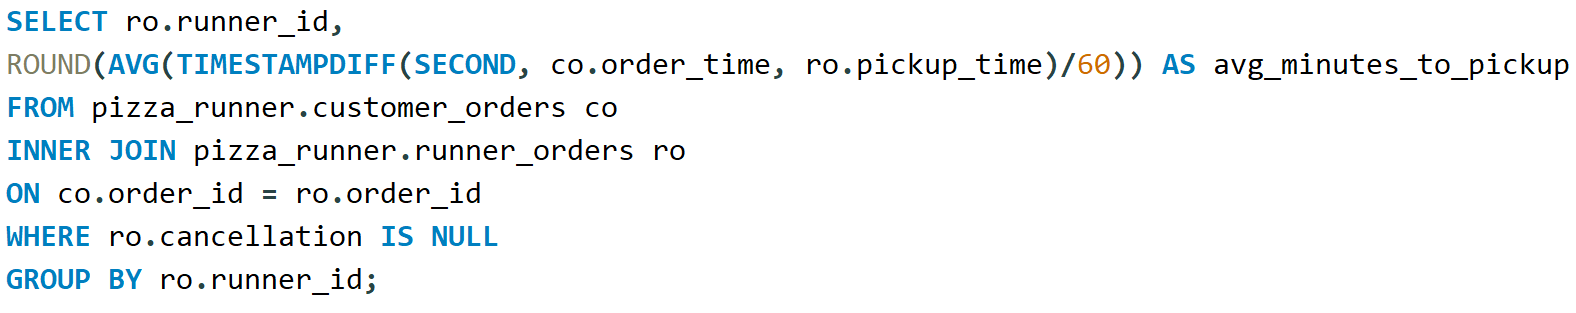 SELECT ro.runner_id,
ROUND(AVG(TIMESTAMPDIFF(SECOND, co.order_time, ro.pickup_time)/60)) AS avg_minutes_to_pickup
FROM pizza_runner.customer_orders co
INNER JOIN pizza_runner.runner_orders ro
ON co.order_id = ro.order_id
WHERE ro.cancellation IS NULL
GROUP BY ro.runner_id;